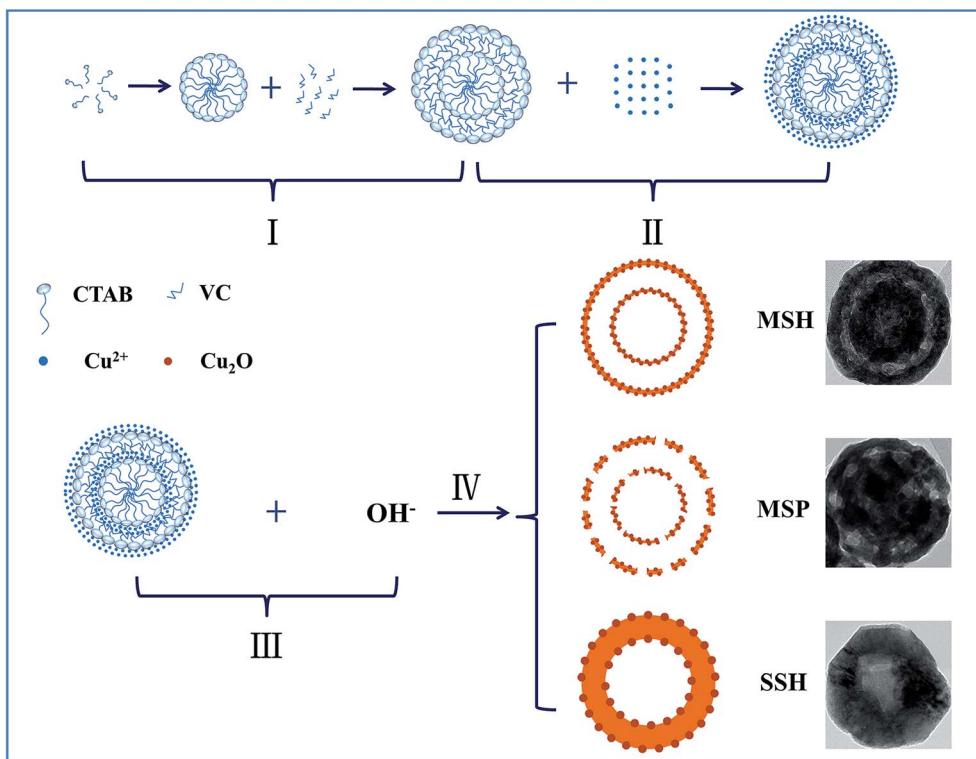 +
+
I
II
CTAB
VC
Cu²⁺
Cu₂O
MSH
+
OH⁻
IV
MSP
III
SSH